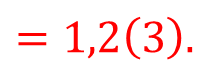 = 1,2(3).